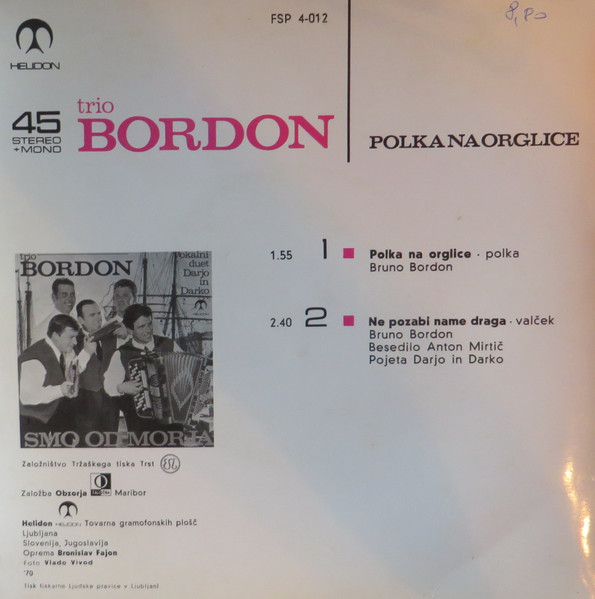 FSP 4-012
8,80
HELIDON
45
STEREO
+MONO
trio
BORDON
POLKA NA ORGLICE
1.55 1 Polka na orglice · polka
Bruno Bordon
2.40 2 Ne pozabi name draga · valček
Bruno Bordon
Besedilo Anton Mirtič
Pojeta Darjo in Darko
trio
BORDON
Vokalni
duet
Darjo
in
Darko
SMO OD MORJA
Založništvo Tržaškega tiska Trst
Založba Obzorja Maribor
Helidon HELIDON Tovarna gramofonskih plošč
Ljubljana
Slovenija, Jugoslavija
Oprema Bronislav Fajon
Foto Vlado Vivod
'70
Tisk tiskarne Ljudske pravice v Ljubljani